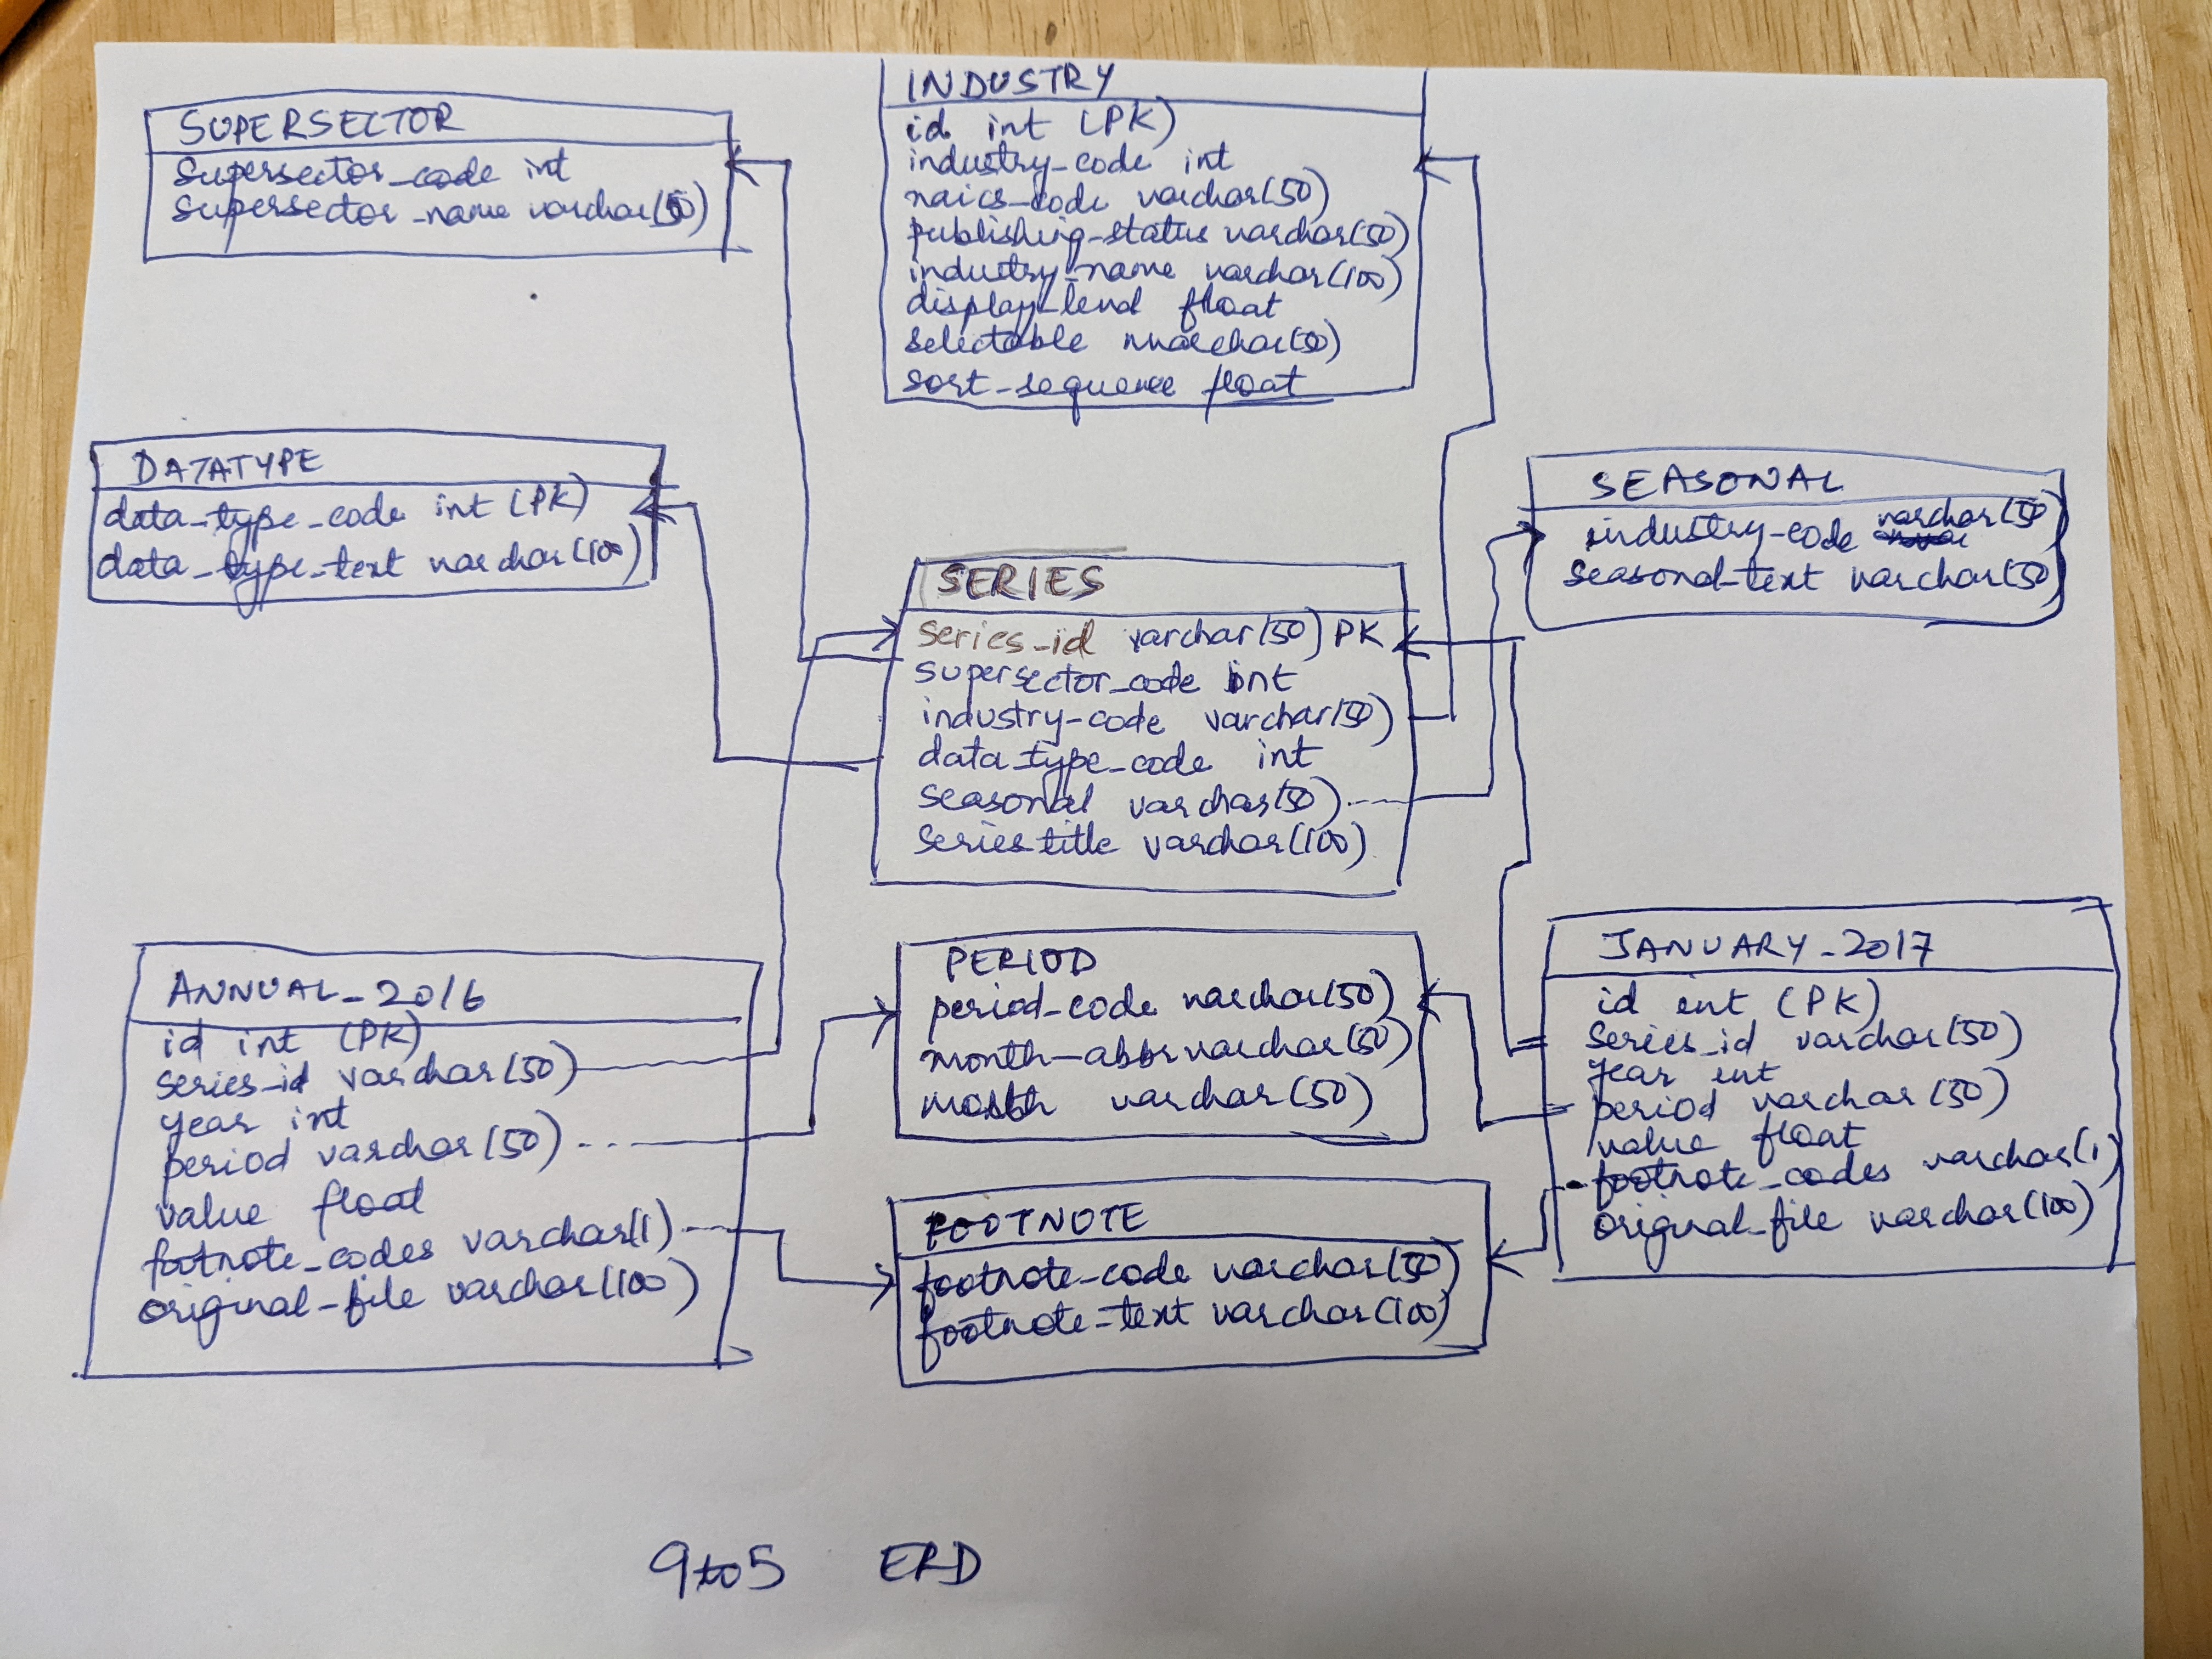 SUPERSECTOR
supersector_code int
supersector_name varchar(50)
INDUSTRY
id int (PK)
industry_code int
naics_code varchar(50)
publishing_status varchar(50)
industry_name varchar(100)
display_level float
selectable varchar(50)
sort_sequence float
DATATYPE
data_type_code int (PK)
data_type_text varchar(100)
SERIES
series_id varchar(50) PK
supersector_code int
industry_code varchar(50)
data_type_code int
seasonal varchar(50)
series title varchar(100)
SEASONAL
industry_code varchar(50)
seasonal_text varchar(50)
ANNUAL_2016
id int (PK)
series_id varchar(50)
year int
period varchar(50)
value float
footnote_codes varchar(1)
original_file varchar(100)
PERIOD
period_code varchar(50)
month_abbr varchar(50)
month varchar(50)
FOOTNOTE
footnote_code varchar(50)
footnote_text varchar(100)
JANUARY_2017
id int (PK)
series_id varchar(50)
year int
period varchar(50)
value float
footnote_codes varchar(1)
original_file varchar(100)
9to5 ERD